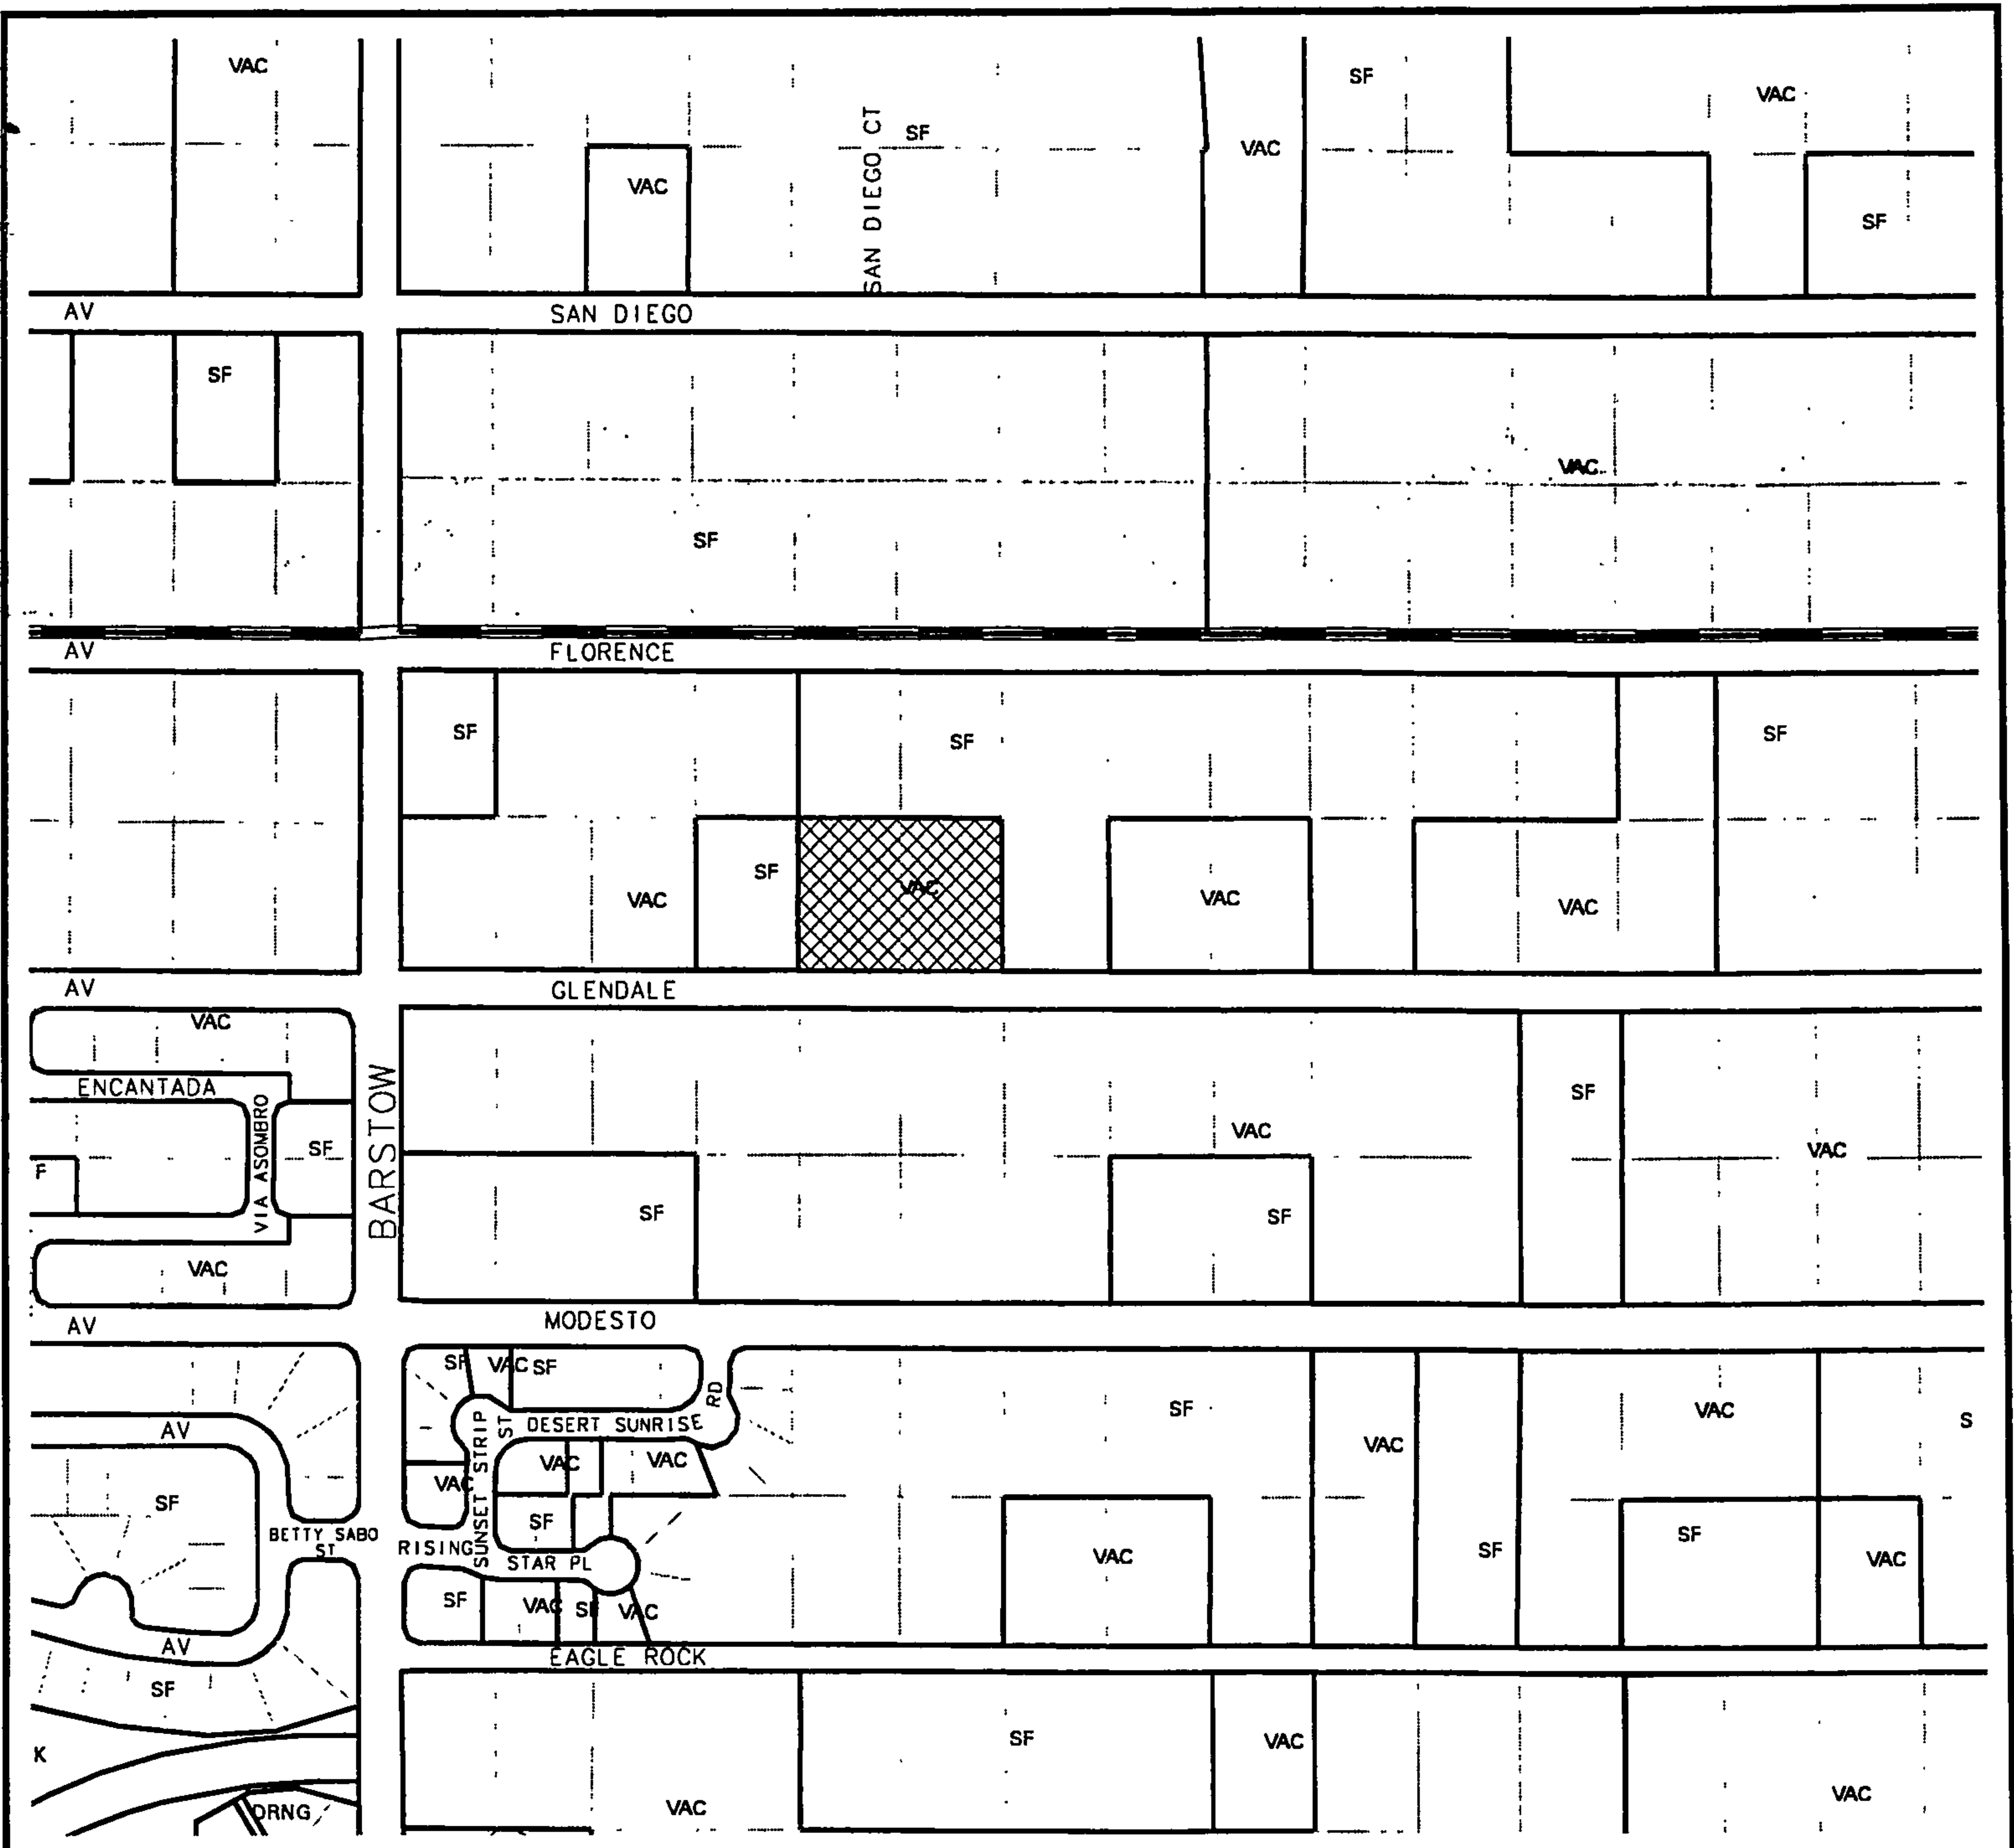 VAC
SF
VAC
SF
VAC
VAC
SAN DIEGO CT
SF
AV
SAN DIEGO
SF
VAC
SF
AV
FLORENCE
SF
SF
SF
SF
VAC
VAC
VAC
VAC
AV
GLENDALE
VAC
ENCANTADA
VIA ASOMBRO
SF
F
BARSTOW
SF
VAC
VAC
SF
SF
VAC
AV
MODESTO
SF
VAC
SF
RD
AV
DESERT SUNRISE
ST
SUNSET STRIP
SF
VAC
S
VAC
VAC
VAC
VAC
SF
SF
BETTY SABO
ST
RISING
STAR PL
VAC
SF
SF
VAC
SF
VAC
SF
VAC
AV
EAGLE ROCK
SF
K
SF
VAC
DRNG
VAC
VAC